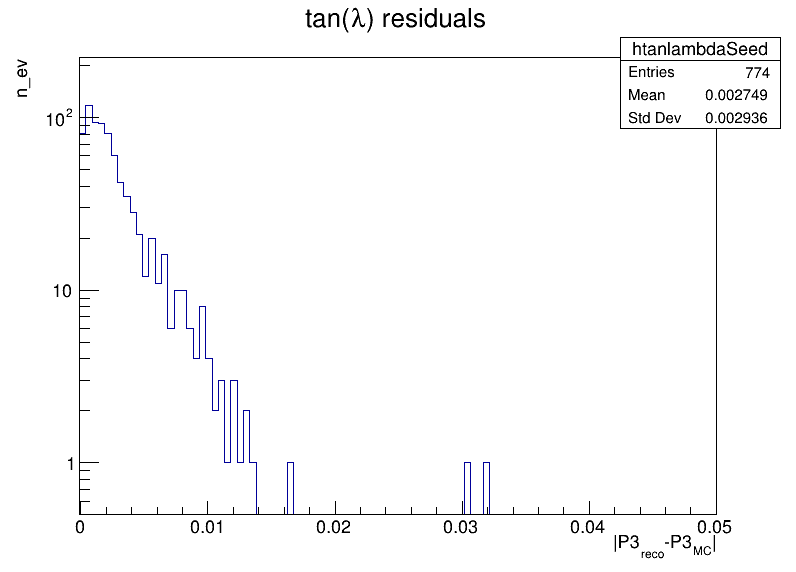 tan(λ) residuals
htanlambdaSeed
Entries 774
Mean 0.002749
Std Dev 0.002936
n_ev
10²
10
1
0 0.01 0.02 0.03 0.04 0.05
|P3reco-P3MC|